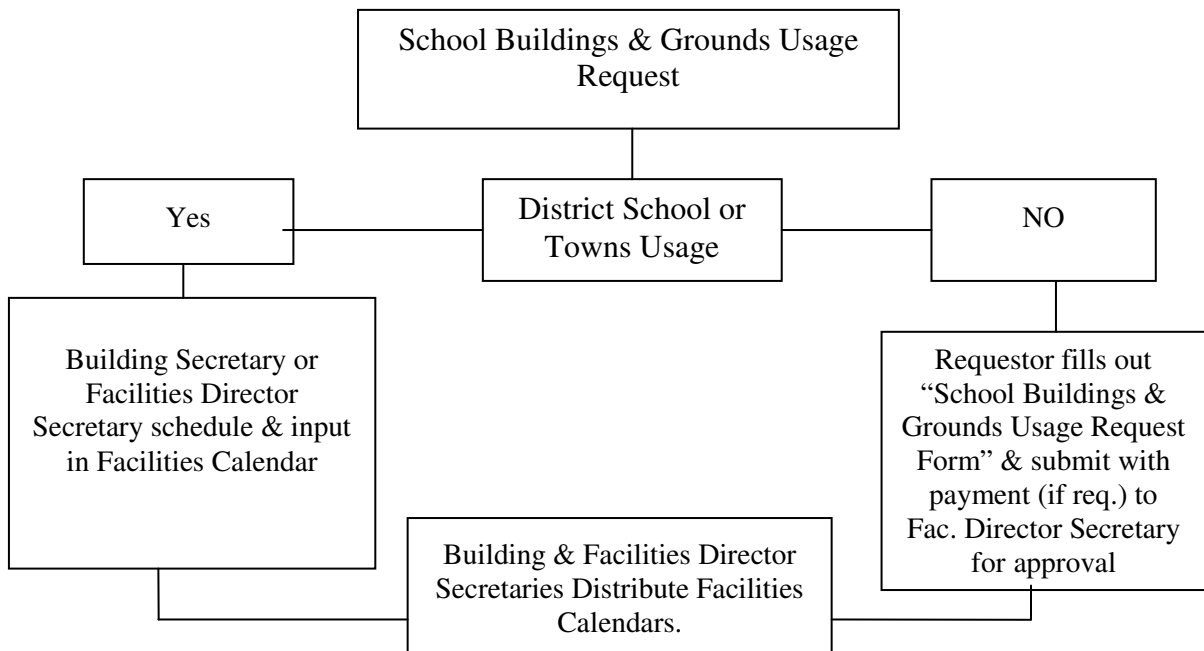 School Buildings & Grounds Usage
Request
Yes
District School or
Towns Usage
NO
Building Secretary or
Facilities Director
Secretary schedule & input
in Facilities Calendar
Requestor fills out
“School Buildings &
Grounds Usage Request
Form” & submit with
payment (if req.) to
Fac. Director Secretary
for approval
Building & Facilities Director
Secretaries Distribute Facilities
Calendars.